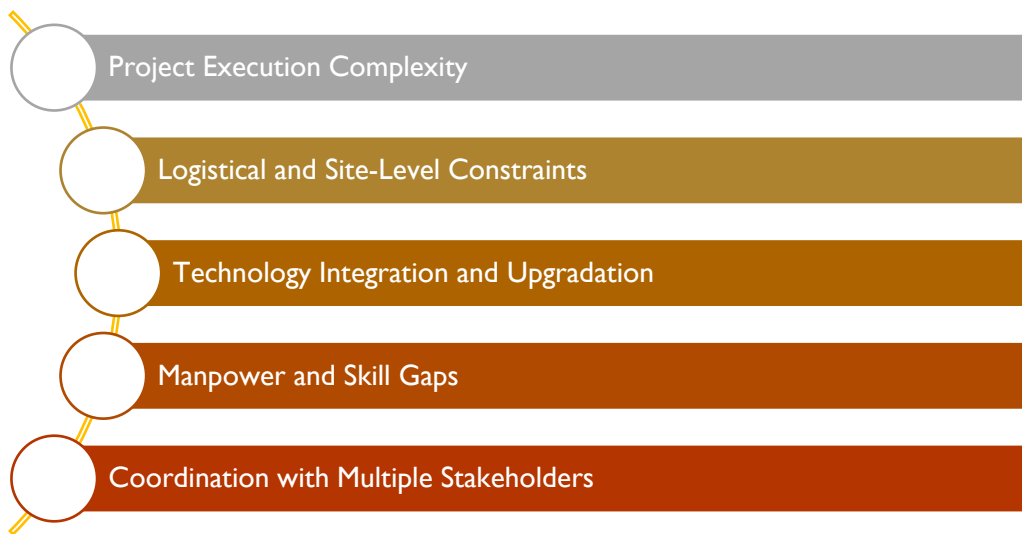 Project Execution Complexity
Logistical and Site-Level Constraints
Technology Integration and Upgradation
Manpower and Skill Gaps
Coordination with Multiple Stakeholders